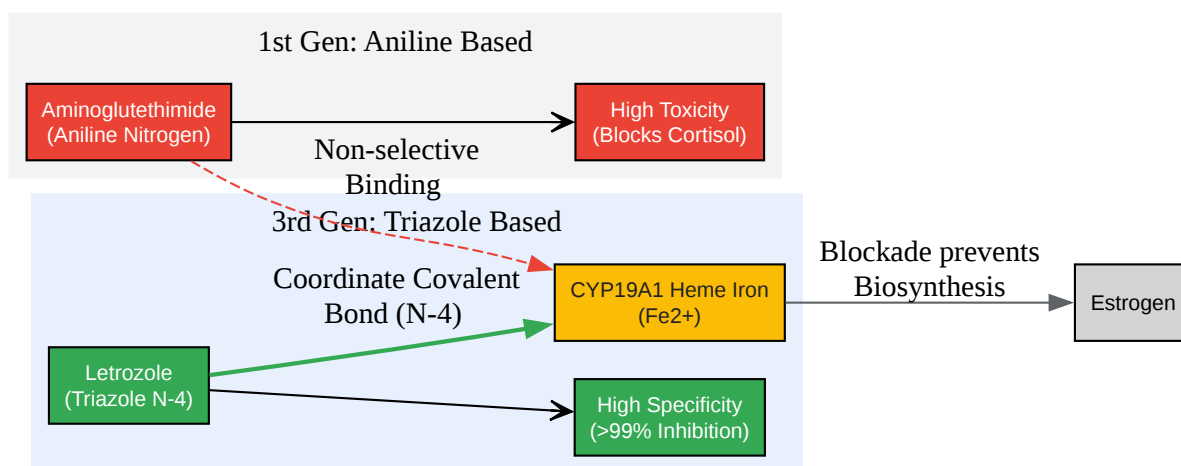 1st Gen: Aniline Based
Aminoglutethimide
(Aniline Nitrogen)
High Toxicity
(Blocks Cortisol)
Non-selective
Binding
3rd Gen: Triazole Based
Coordinate Covalent
Bond (N-4)
CYP19A1 Heme Iron
(Fe2+)
Blockade prevents
Biosynthesis
Estrogen
Letrozole
(Triazole N-4)
High Specificity
(>99% Inhibition)